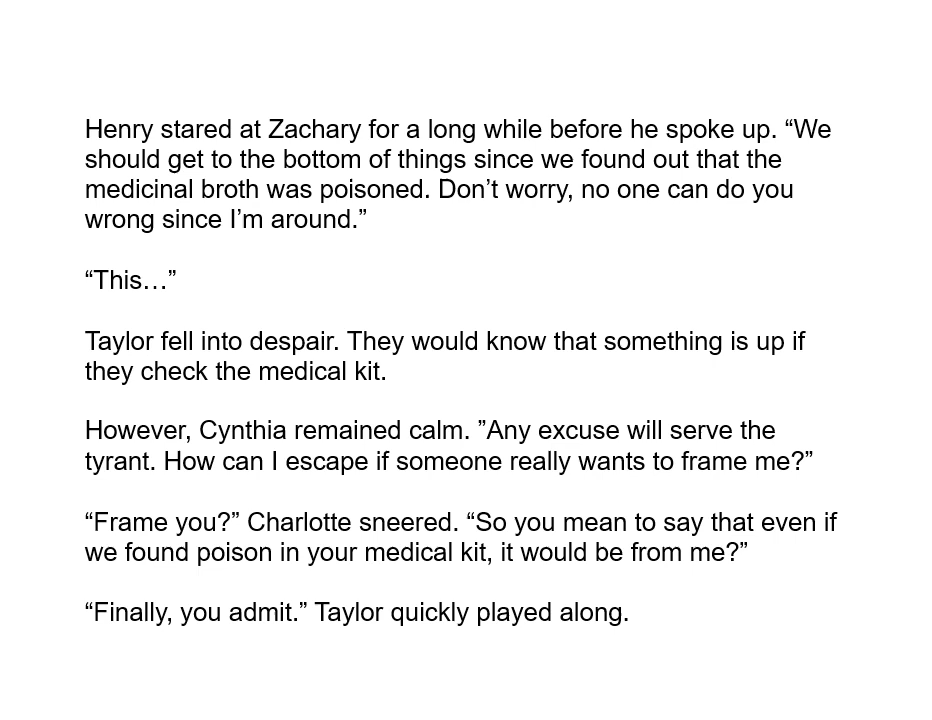 Henry stared at Zachary for a long while before he spoke up. “We
should get to the bottom of things since we found out that the
medicinal broth was poisoned. Don’t worry, no one can do you
wrong since I’m around.”
“This…”
Taylor fell into despair. They would know that something is up if
they check the medical kit.
However, Cynthia remained calm. ”Any excuse will serve the
tyrant. How can I escape if someone really wants to frame me?”
“Frame you?” Charlotte sneered. “So you mean to say that even if
we found poison in your medical kit, it would be from me?”
“Finally, you admit.” Taylor quickly played along.